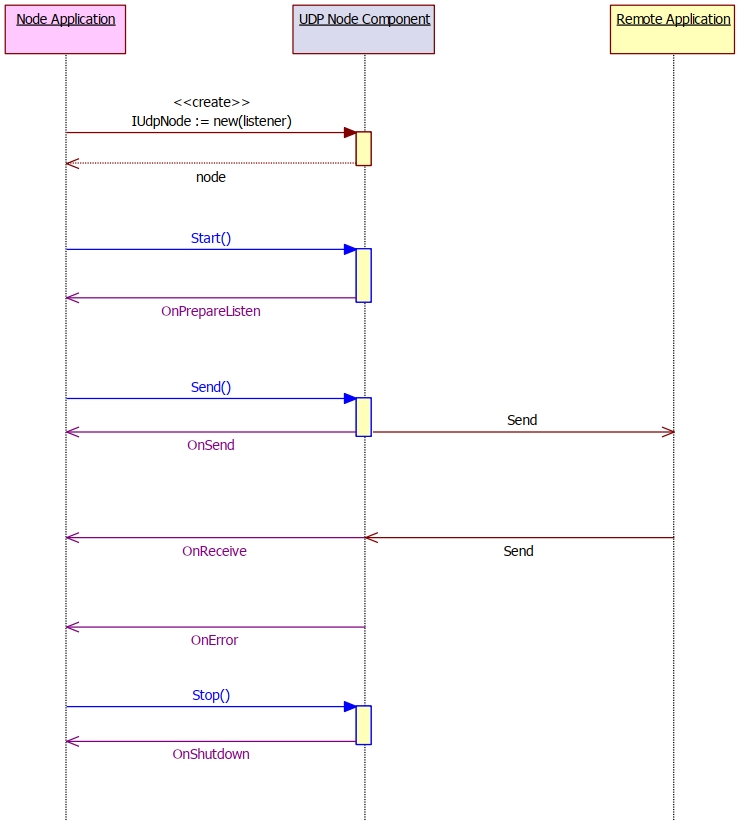 Node Application
UDP Node Component
Remote Application
<<create>>
IUdpNode := new(listener)
node
Start()
OnPrepareListen
Send()
Send
OnSend
OnReceive
Send
OnError
Stop()
OnShutdown